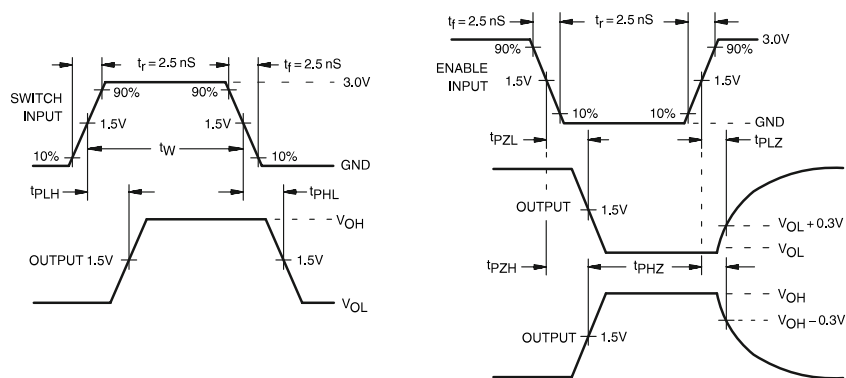 tr = 2.5 nS
tf = 2.5 nS
3.0V
90%
90%
SWITCH
INPUT
1.5V
1.5V
tW
10%
10%
GND
tPLH
tPHL
VOH
OUTPUT
1.5V
1.5V
VOL
tf = 2.5 nS
tr = 2.5 nS
3.0V
90%
90%
ENABLE
INPUT
1.5V
1.5V
10%
10%
GND
tPZL
tPLZ
OUTPUT
1.5V
VOL + 0.3V
VOL
tPZH
tPHZ
VOH
VOH – 0.3V
OUTPUT
1.5V